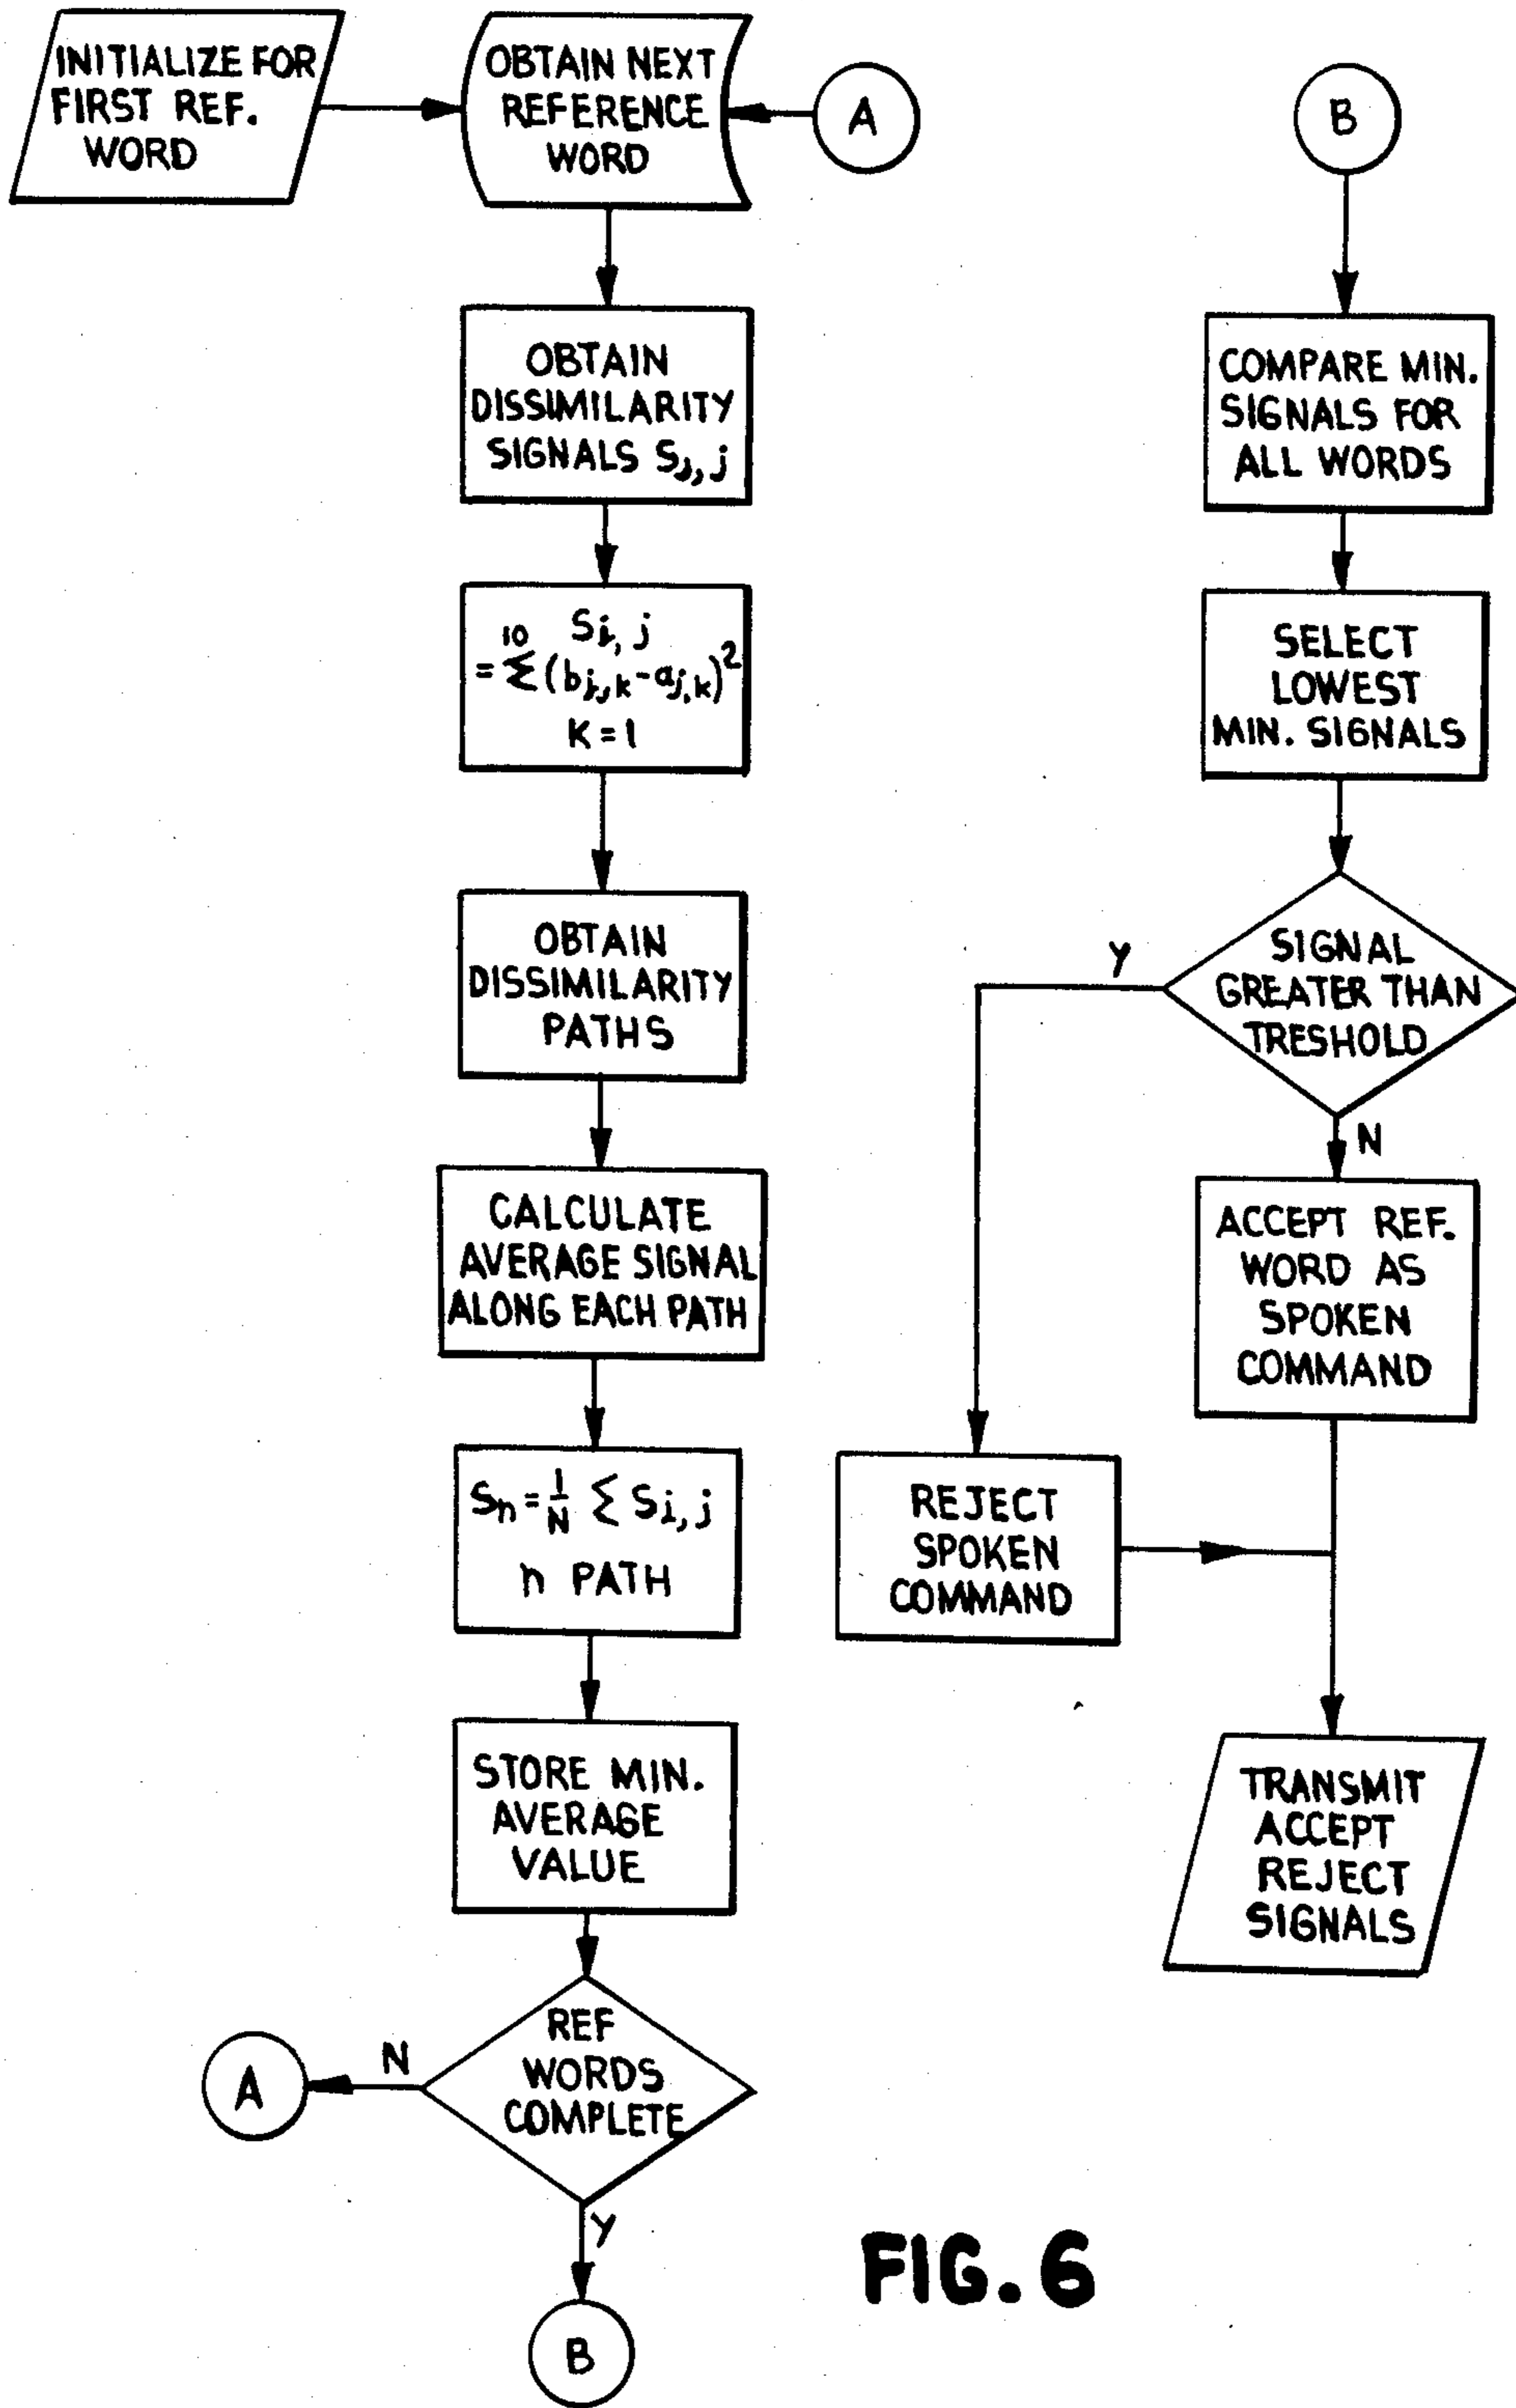 INITIALIZE FOR
FIRST REF.
WORD
OBTAIN NEXT
REFERENCE
WORD
A
OBTAIN
DISSIMILARITY
SIGNALS Sj,j
Si,j
10
= Σ (bj,k-aj,k)²
K=1
OBTAIN
DISSIMILARITY
PATHS
CALCULATE
AVERAGE SIGNAL
ALONG EACH PATH
Sn = 1/N Σ Si,j
n PATH
STORE MIN.
AVERAGE
VALUE
REF
WORDS
COMPLETE
N
A
Y
B
B
COMPARE MIN.
SIGNALS FOR
ALL WORDS
SELECT
LOWEST
MIN. SIGNALS
SIGNAL
GREATER THAN
TRESHOLD
Y
N
ACCEPT REF.
WORD AS
SPOKEN
COMMAND
REJECT
SPOKEN
COMMAND
TRANSMIT
ACCEPT
REJECT
SIGNALS
FIG. 6